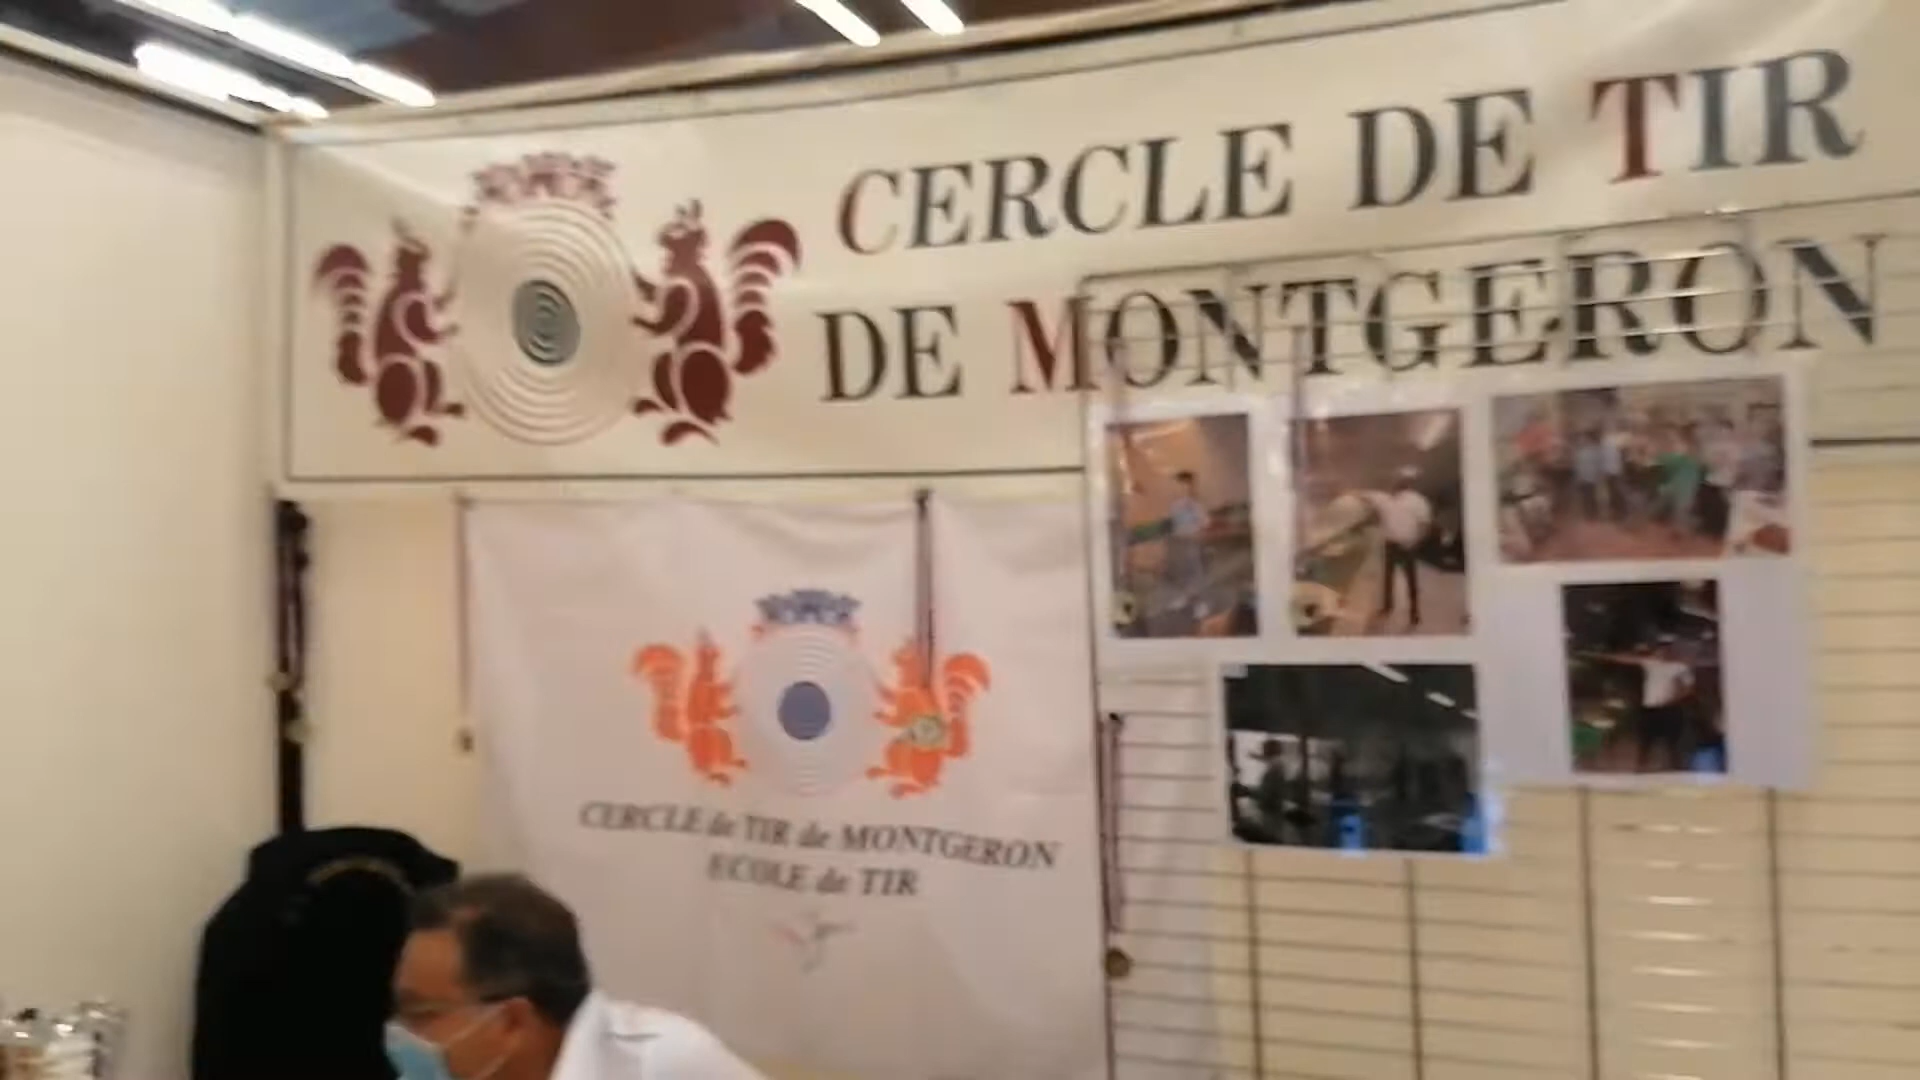 CERCLE DE TIR
DE MONTGERON
CERCLE de TIR de MONTGERON
ECOLE de TIR